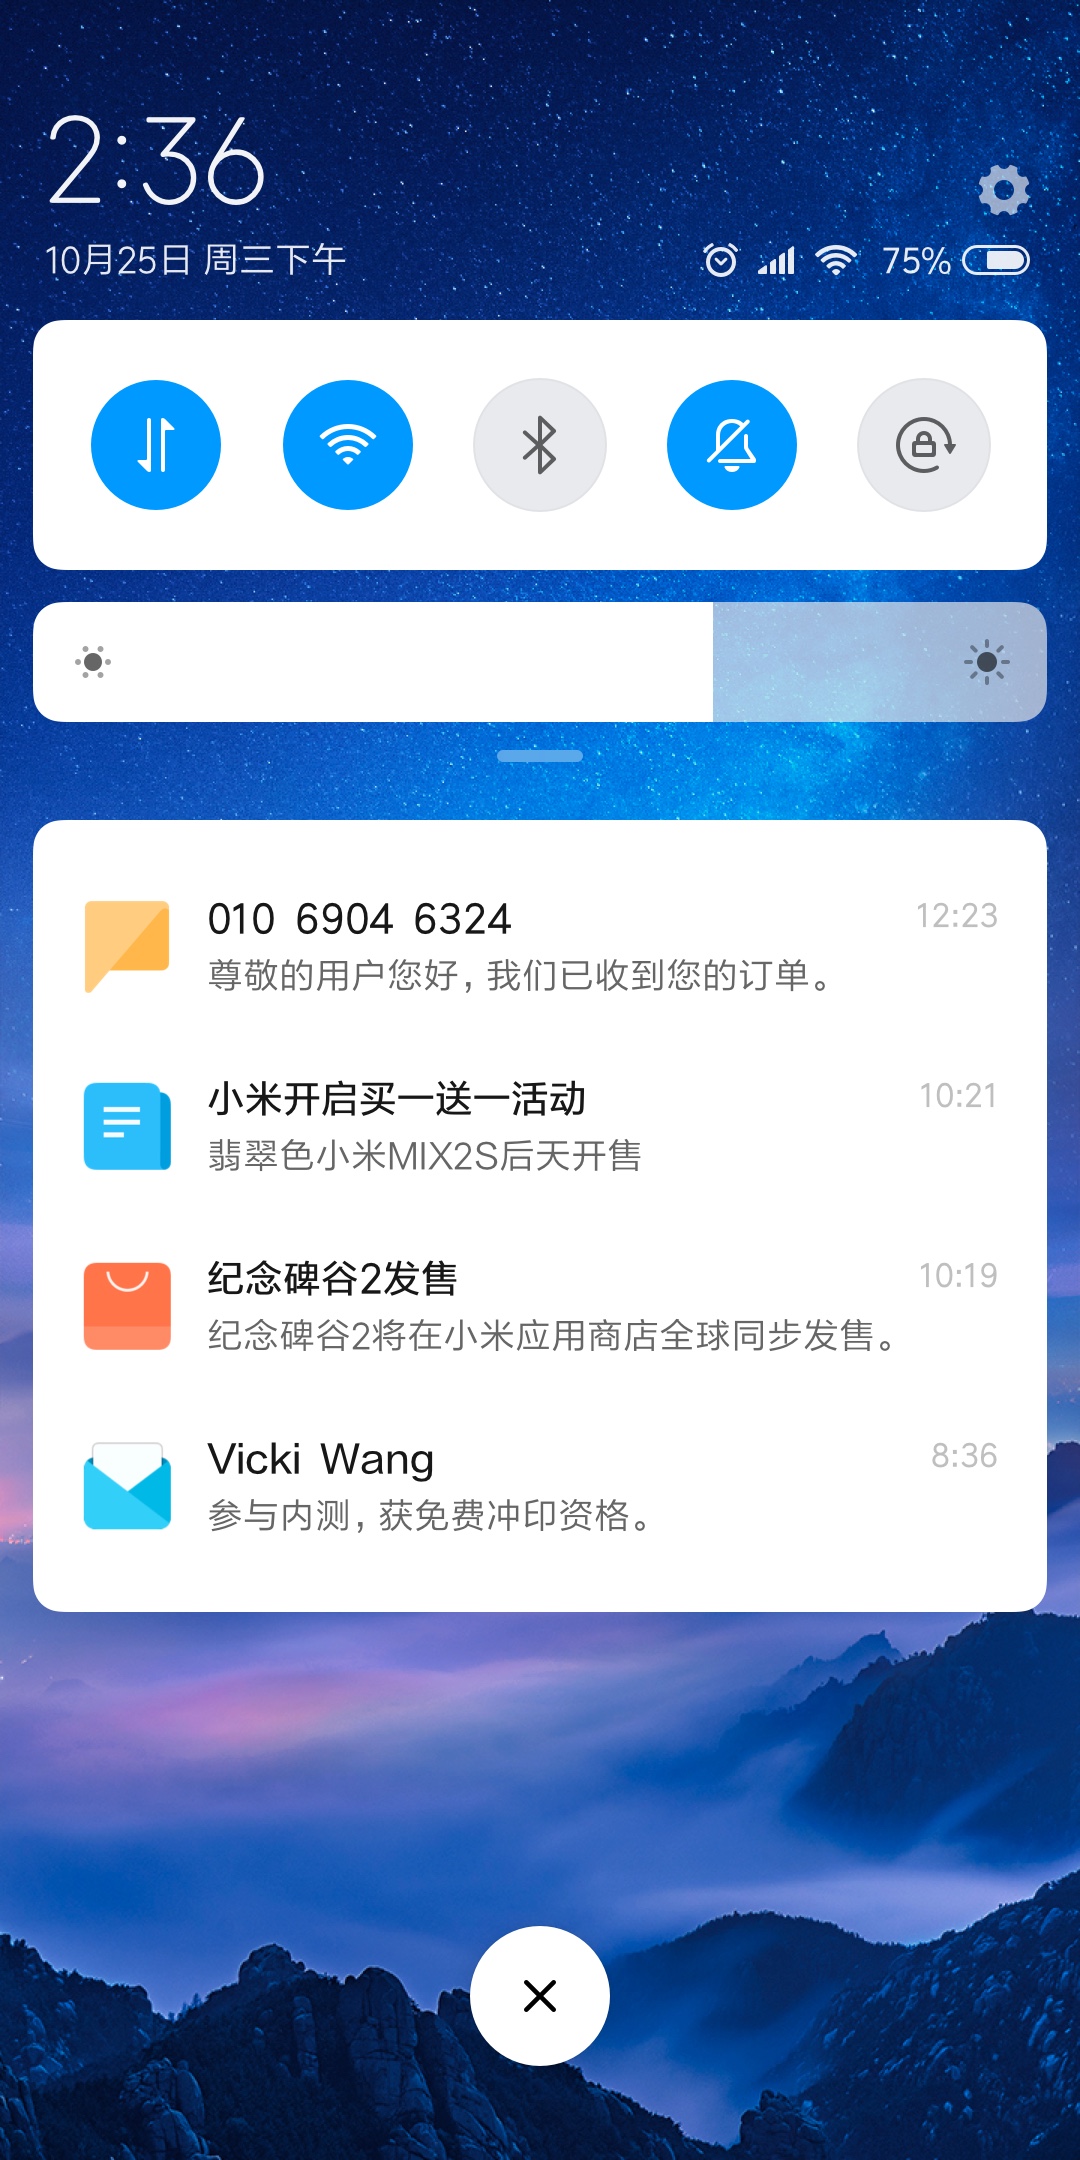 2:36
10月25日 周三下午
75%
010 6904 6324
12:23
尊敬的用户您好，我们已收到您的订单。
小米开启买一送一活动
10:21
翡翠色小米MIX2S后天开售
纪念碑谷2发售
10:19
纪念碑谷2将在小米应用商店全球同步发售。
Vicki Wang
8:36
参与内测，获免费冲印资格。